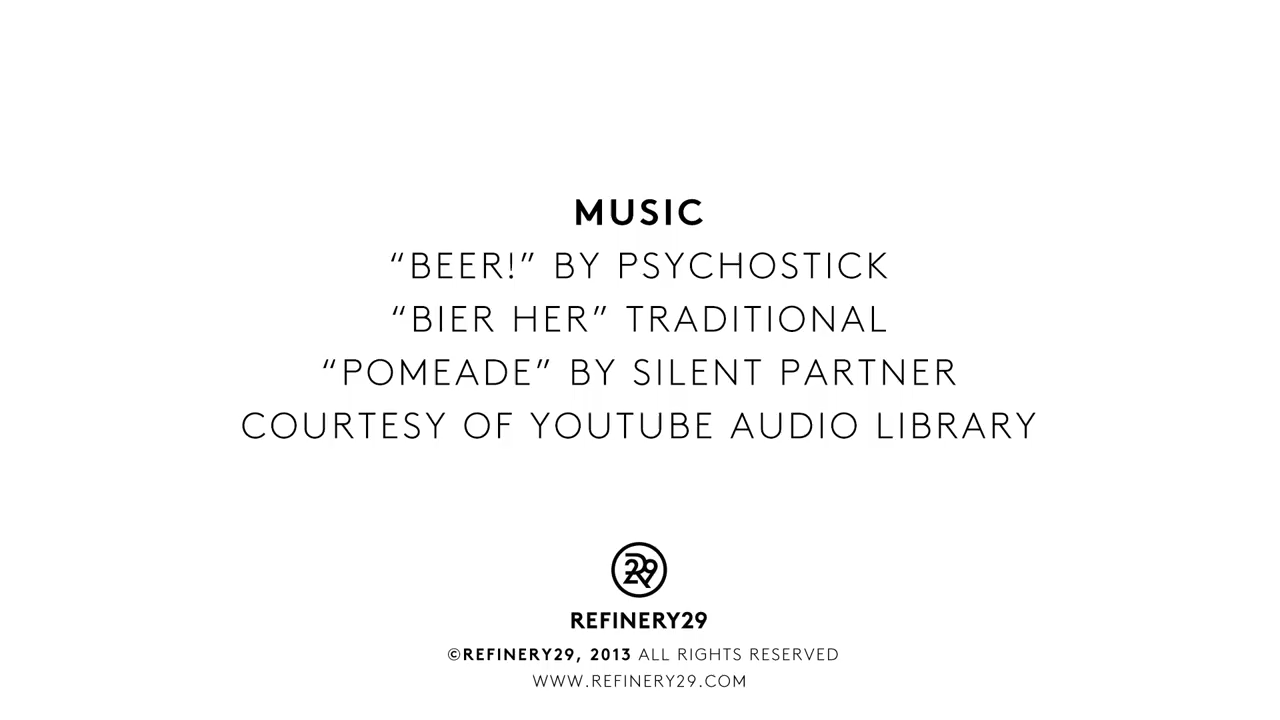 MUSIC
“BEER!” BY PSYCHOSTICK
“BIER HER” TRADITIONAL
“POMEADE” BY SILENT PARTNER
COURTESY OF YOUTUBE AUDIO LIBRARY
R29
REFINERY29
©REFINERY29, 2013 ALL RIGHTS RESERVED
WWW.REFINERY29.COM